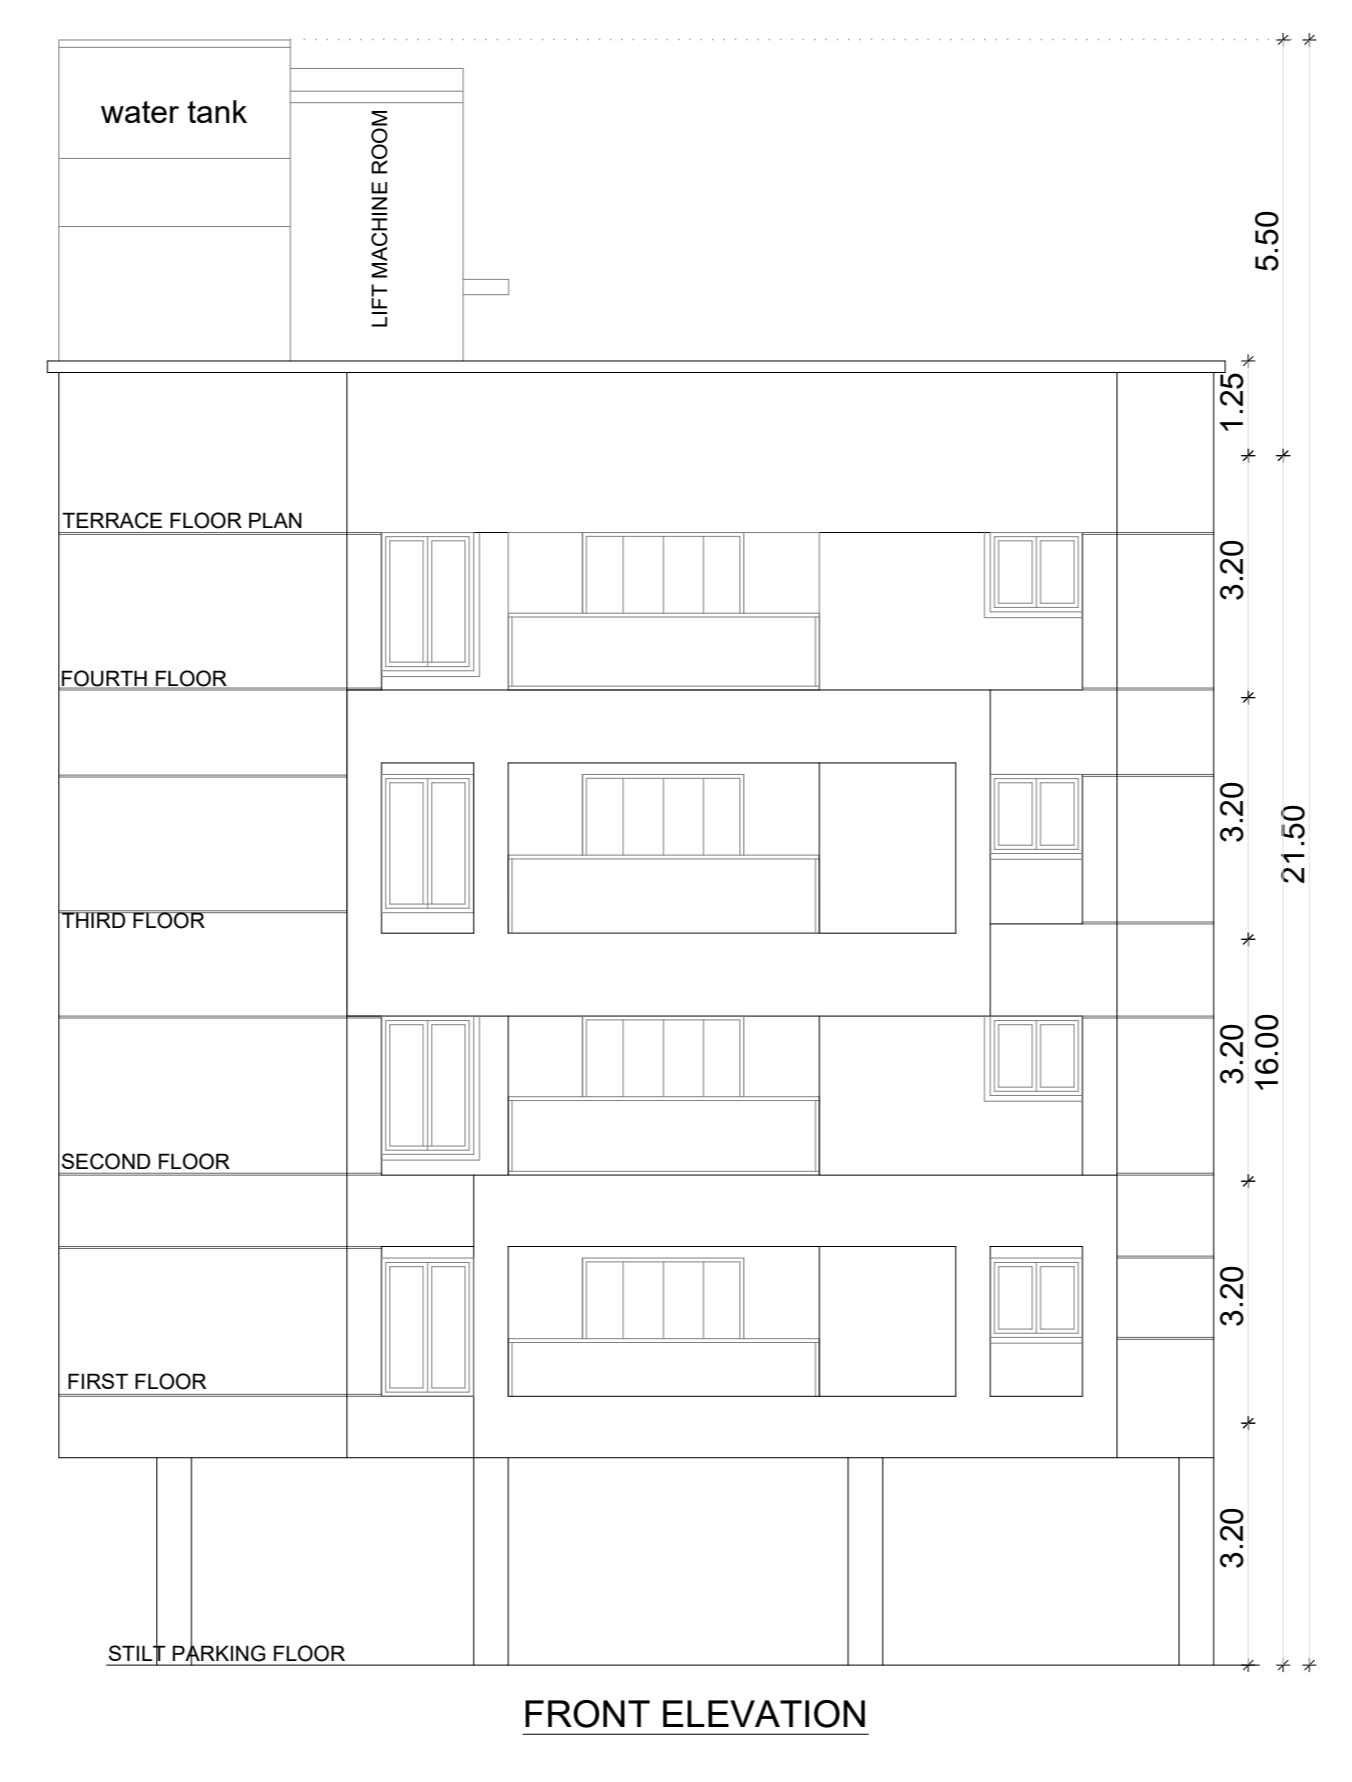 water tank
LIFT MACHINE ROOM
5.50
1.25
TERRACE FLOOR PLAN
3.20
FOURTH FLOOR
3.20
21.50
THIRD FLOOR
3.20
16.00
SECOND FLOOR
3.20
FIRST FLOOR
3.20
STILT PARKING FLOOR
FRONT ELEVATION